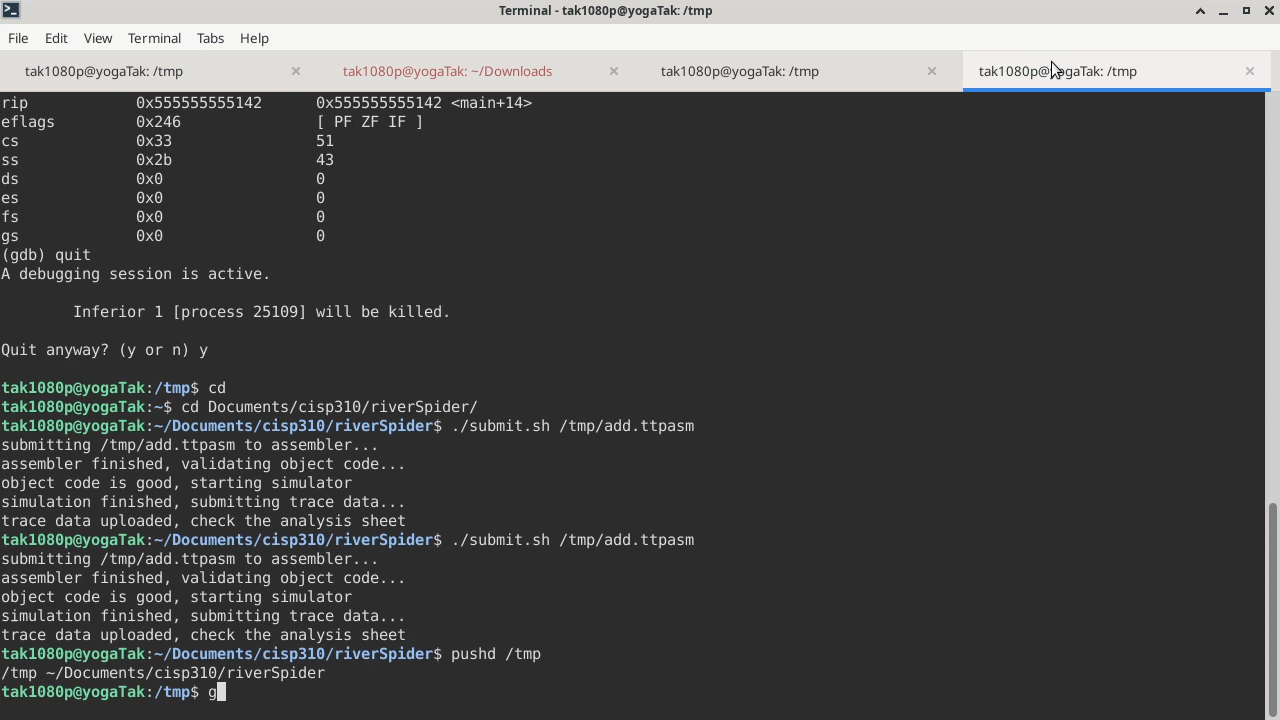 Terminal - tak1080p@yogaTak: /tmp
File Edit View Terminal Tabs Help
tak1080p@yogaTak: /tmp tak1080p@yogaTak: ~/Downloads tak1080p@yogaTak: /tmp tak1080p@yogaTak: /tmp
rip 0x555555555142 0x555555555142 <main+14>
eflags 0x246 [ PF ZF IF ]
cs 0x33 51
ss 0x2b 43
ds 0x0 0
es 0x0 0
fs 0x0 0
gs 0x0 0
(gdb) quit
A debugging session is active.
Inferior 1 [process 25109] will be killed.
Quit anyway? (y or n) y
tak1080p@yogaTak:/tmp$ cd
tak1080p@yogaTak:~$ cd Documents/cisp310/riverSpider/
tak1080p@yogaTak:~/Documents/cisp310/riverSpider$ ./submit.sh /tmp/add.ttpasm
submitting /tmp/add.ttpasm to assembler...
assembler finished, validating object code...
object code is good, starting simulator
simulation finished, submitting trace data...
trace data uploaded, check the analysis sheet
tak1080p@yogaTak:~/Documents/cisp310/riverSpider$ ./submit.sh /tmp/add.ttpasm
submitting /tmp/add.ttpasm to assembler...
assembler finished, validating object code...
object code is good, starting simulator
simulation finished, submitting trace data...
trace data uploaded, check the analysis sheet
tak1080p@yogaTak:~/Documents/cisp310/riverSpider$ pushd /tmp
/tmp ~/Documents/cisp310/riverSpider
tak1080p@yogaTak:/tmp$ g